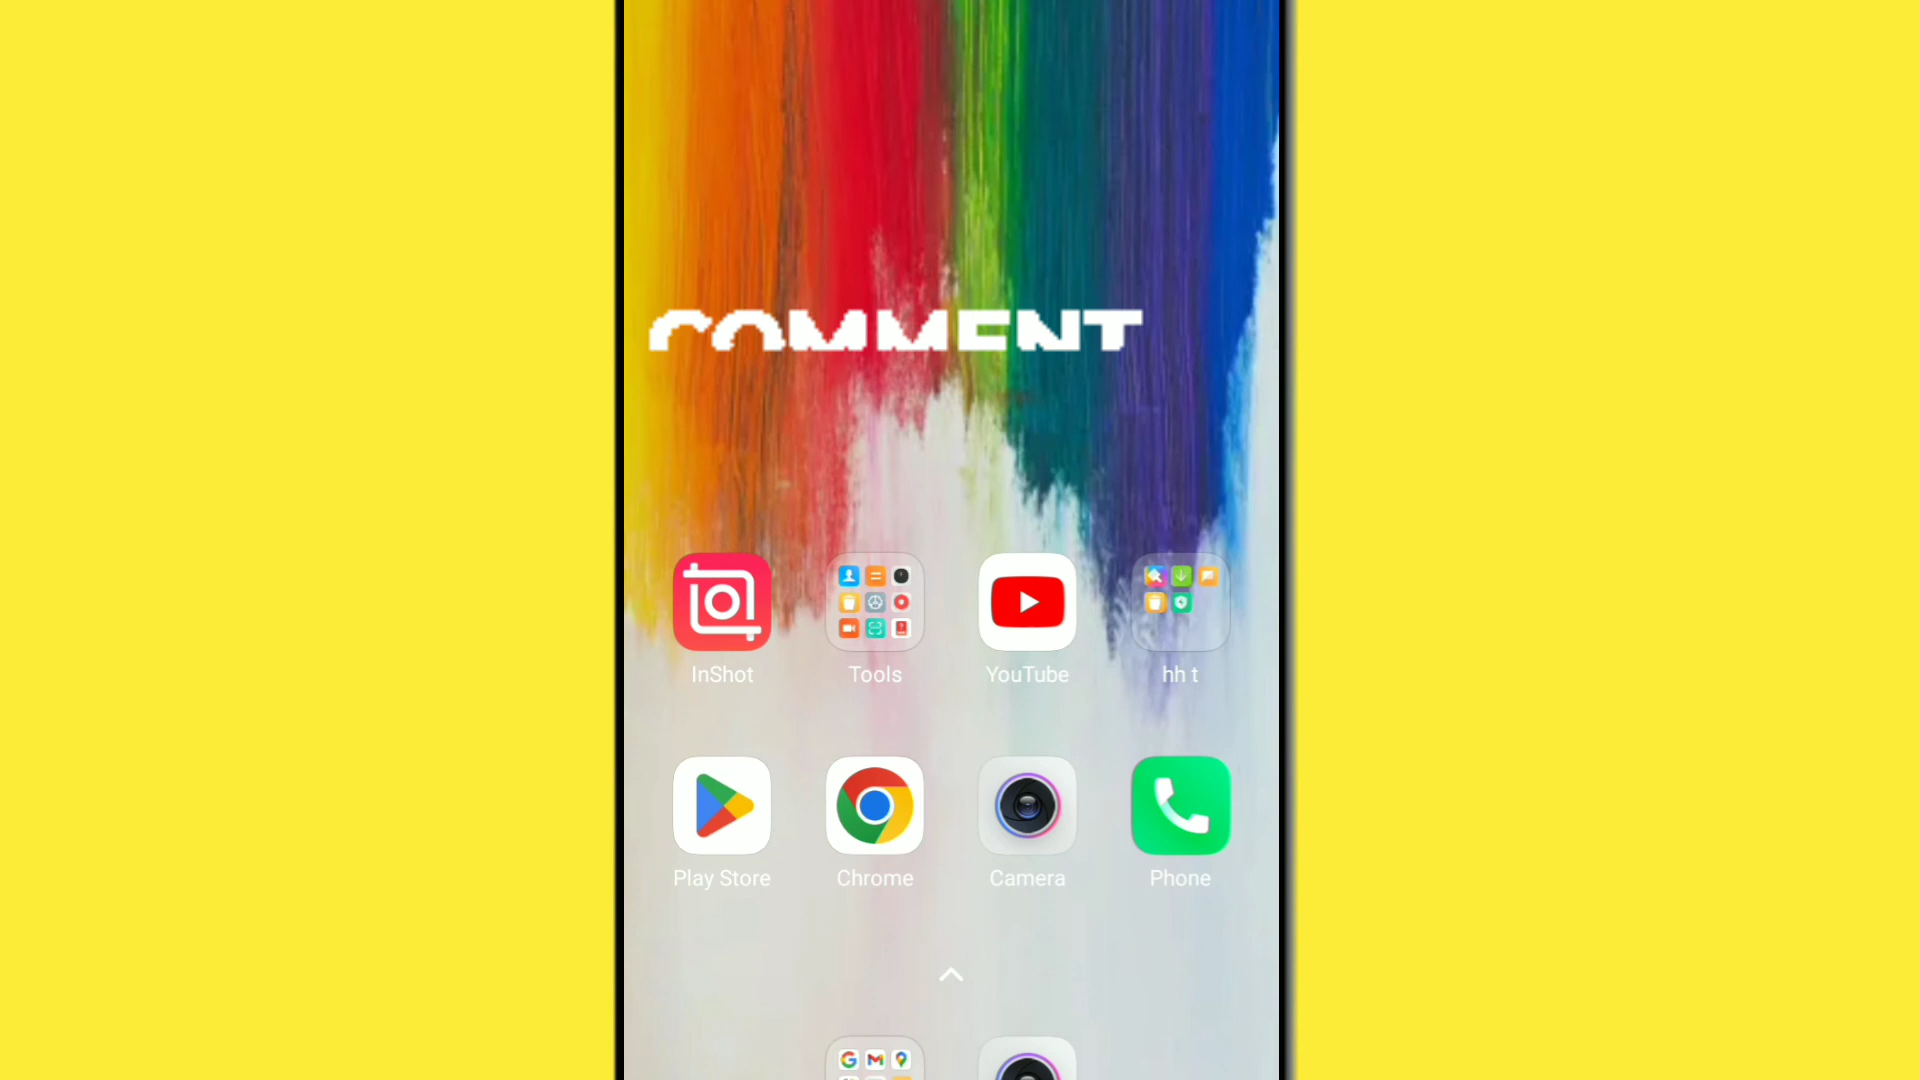 COMMENT
InShot
Tools
YouTube
hh t
Play Store
Chrome
Camera
Phone